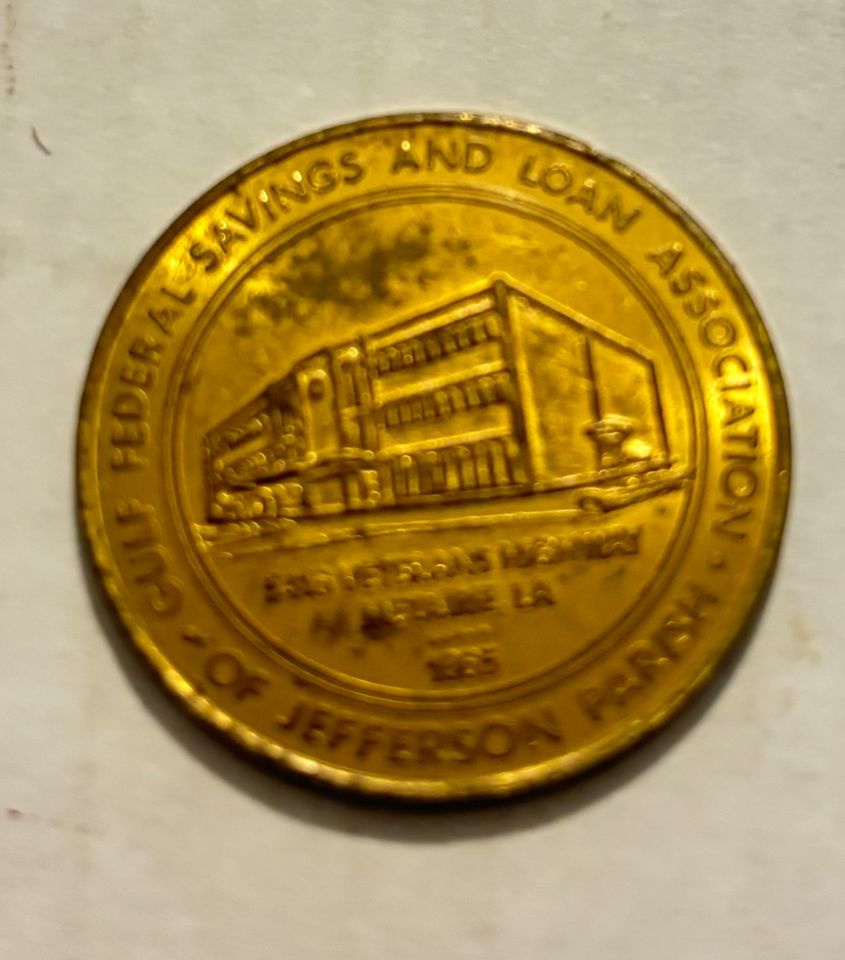 GULF FEDERAL SAVINGS AND LOAN ASSOCIATION
OF JEFFERSON PARISH
VETERANS HIGHWAY
METAIRIE LA